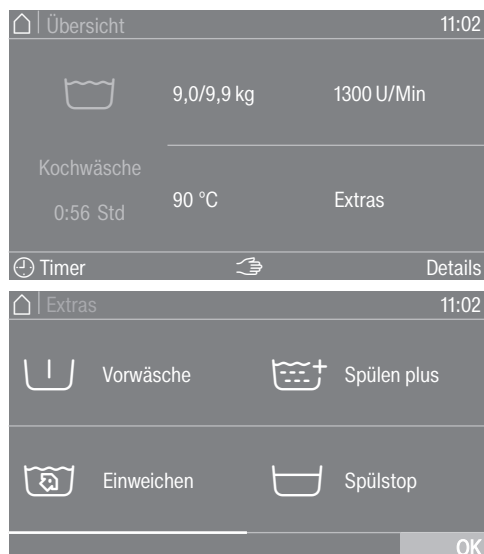 Übersicht 11:02
9,0/9,9 kg 1300 U/Min
Kochwäsche
0:56 Std
90 °C Extras
Timer Details
Extras 11:02
Vorwäsche Spülen plus
Einweichen Spülstop
OK